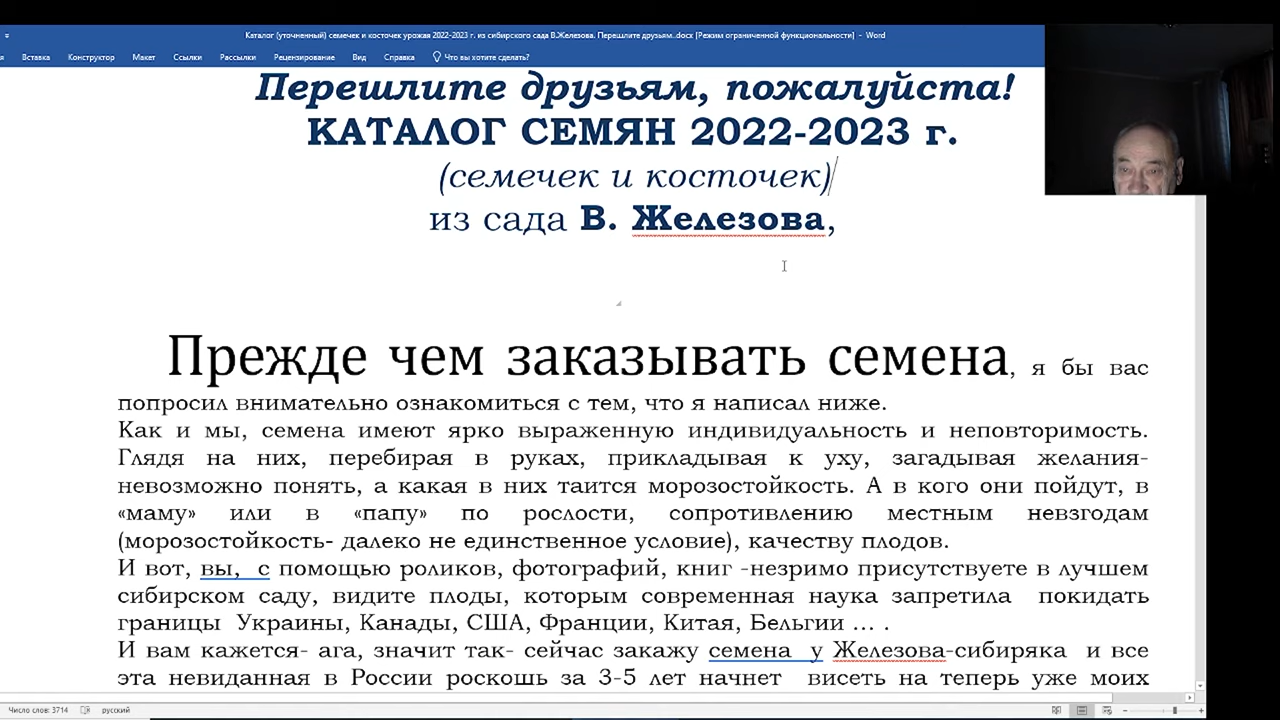 Каталог (уточненный) семечек и косточек урожая 2022-2023 г. из сибирского сада В.Железова. Перешлите друзьям..docx [Режим ограниченной функциональности] - Word
я Вставка Конструктор Макет Ссылки Рассылки Рецензирование Вид Справка Что вы хотите сделать?
Перешлите друзьям, пожалуйста!
КАТАЛОГ СЕМЯН 2022-2023 г.
(семечек и косточек)
из сада В. Железова,
Прежде чем заказывать семена, я бы вас
попросил внимательно ознакомиться с тем, что я написал ниже.
Как и мы, семена имеют ярко выраженную индивидуальность и неповторимость.
Глядя на них, перебирая в руках, прикладывая к уху, загадывая желания-
невозможно понять, а какая в них таится морозостойкость. А в кого они пойдут, в
«маму» или в «папу» по рослости, сопротивлению местным невзгодам
(морозостойкость- далеко не единственное условие), качеству плодов.
И вот, вы, с помощью роликов, фотографий, книг -незримо присутствуете в лучшем
сибирском саду, видите плоды, которым современная наука запретила покидать
границы Украины, Канады, США, Франции, Китая, Бельгии ... .
И вам кажется- ага, значит так- сейчас закажу семена у Железова-сибиряка и все
эта невиданная в России роскошь за 3-5 лет начнет висеть на теперь уже моих
Число слов: 3714 русский